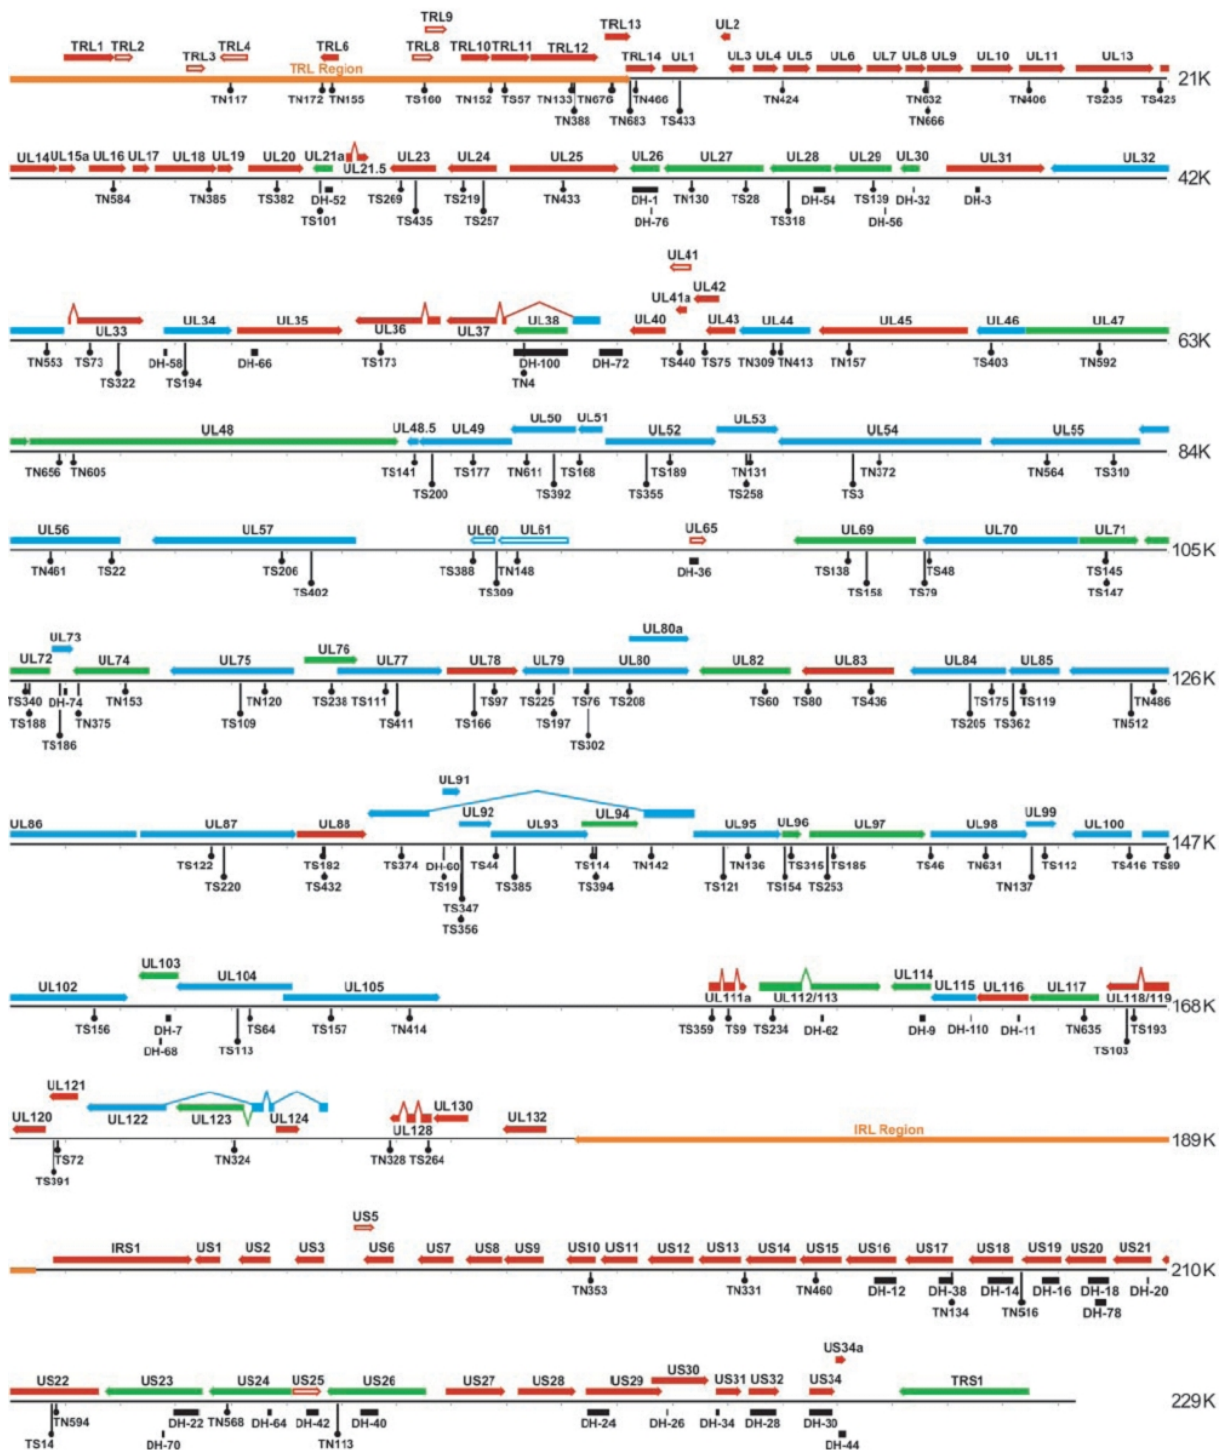 TRL9
TRL13
TRL1 TRL2 TRL4 TRL6 TRL8 TRL10 TRL11 TRL12 UL2
TRL3 TRL14 UL1 UL3 UL4 UL5 UL6 UL7 UL8 UL9 UL10 UL11 UL13
TRL Region
21K
TN117 TN172 TN155 TS160 TN152 TS57 TN133 TN676 TN466 TN424 TN632 TN406 TS235 TS425
TN388 TN683 TS433 TN666
UL14 UL15a UL16 UL17 UL18 UL19 UL20 UL21a UL23 UL24 UL25 UL26 UL27 UL28 UL29 UL30 UL31 UL32
UL21.5
42K
TN584 TN385 TS382 DH-52 TS269 TS219 TN433 DH-1 TN130 TS28 DH-54 TS139 DH-32 DH-3
TS101 TS435 TS257 DH-76 TS318 DH-56
UL41
UL41a UL42
UL33 UL34 UL35 UL36 UL37 UL38 UL40 UL43 UL44 UL45 UL46 UL47
63K
TN553 TS73 DH-58 DH-66 TS173 DH-100 DH-72 TS440 TS75 TN309 TN413 TN157 TS403 TN592
TS322 TS194 TN4
UL50 UL51 UL53
UL48 UL48.5 UL49 UL52 UL54 UL55
84K
TN656 TN605 TS141 TS177 TN611 TS168 TS189 TN131 TN372 TN564 TS310
TS200 TS392 TS355 TS258 TS3
UL56 UL57 UL60 UL61 UL65 UL69 UL70 UL71
105K
TN461 TS22 TS206 TS388 TN148 DH-36 TS138 TS48 TS145
TS402 TS309 TS158 TS79 TS147
UL80a
UL73 UL76
UL72 UL74 UL75 UL77 UL78 UL79 UL80 UL82 UL83 UL84 UL85
126K
TS340 DH-74 TN153 TN120 TS238 TS111 TS97 TS225 TS76 TS208 TS60 TS80 TS436 TS175 TS119 TN486
TS188 TN375 TS109 TS411 TS166 TS197 TS205 TS362 TN512
TS186 TS302
UL91
UL92 UL94 UL99
UL86 UL87 UL88 UL93 UL95 UL96 UL97 UL98 UL100
147K
TS122 TS182 TS374 DH-60 TS44 TS114 TN142 TN136 TS315 TS185 TS46 TN631 TS112 TS416 TS89
TS220 TS432 TS19 TS385 TS394 TS121 TS154 TS253 TN137
TS347
TS356
UL103
UL104 UL114
UL102 UL105 UL111a UL112/113 UL115 UL116 UL117 UL118/119
168K
TS156 DH-7 TS64 TS157 TN414 TS359 TS9 TS234 DH-62 DH-9 DH-110 DH-11 TN635 TS193
DH-68 TS113 TS103
UL121
UL120 UL122 UL123 UL124 UL128 UL130 UL132
IRL Region
189K
TS72 TN324 TN328 TS264
TS391
US5
IRS1 US1 US2 US3 US6 US7 US8 US9 US10 US11 US12 US13 US14 US15 US16 US17 US18 US19 US20 US21
210K
TN353 TN331 TN460 DH-12 DH-38 DH-14 DH-16 DH-18 DH-20
TN134 TN516 DH-78
US34a
US30
US22 US23 US24 US25 US26 US27 US28 US29 US31 US32 US34 TRS1
229K
TN594 DH-22 TN568 DH-64 DH-42 DH-40 DH-24 DH-26 DH-34 DH-28 DH-30
TS14 DH-70 TN113 DH-44